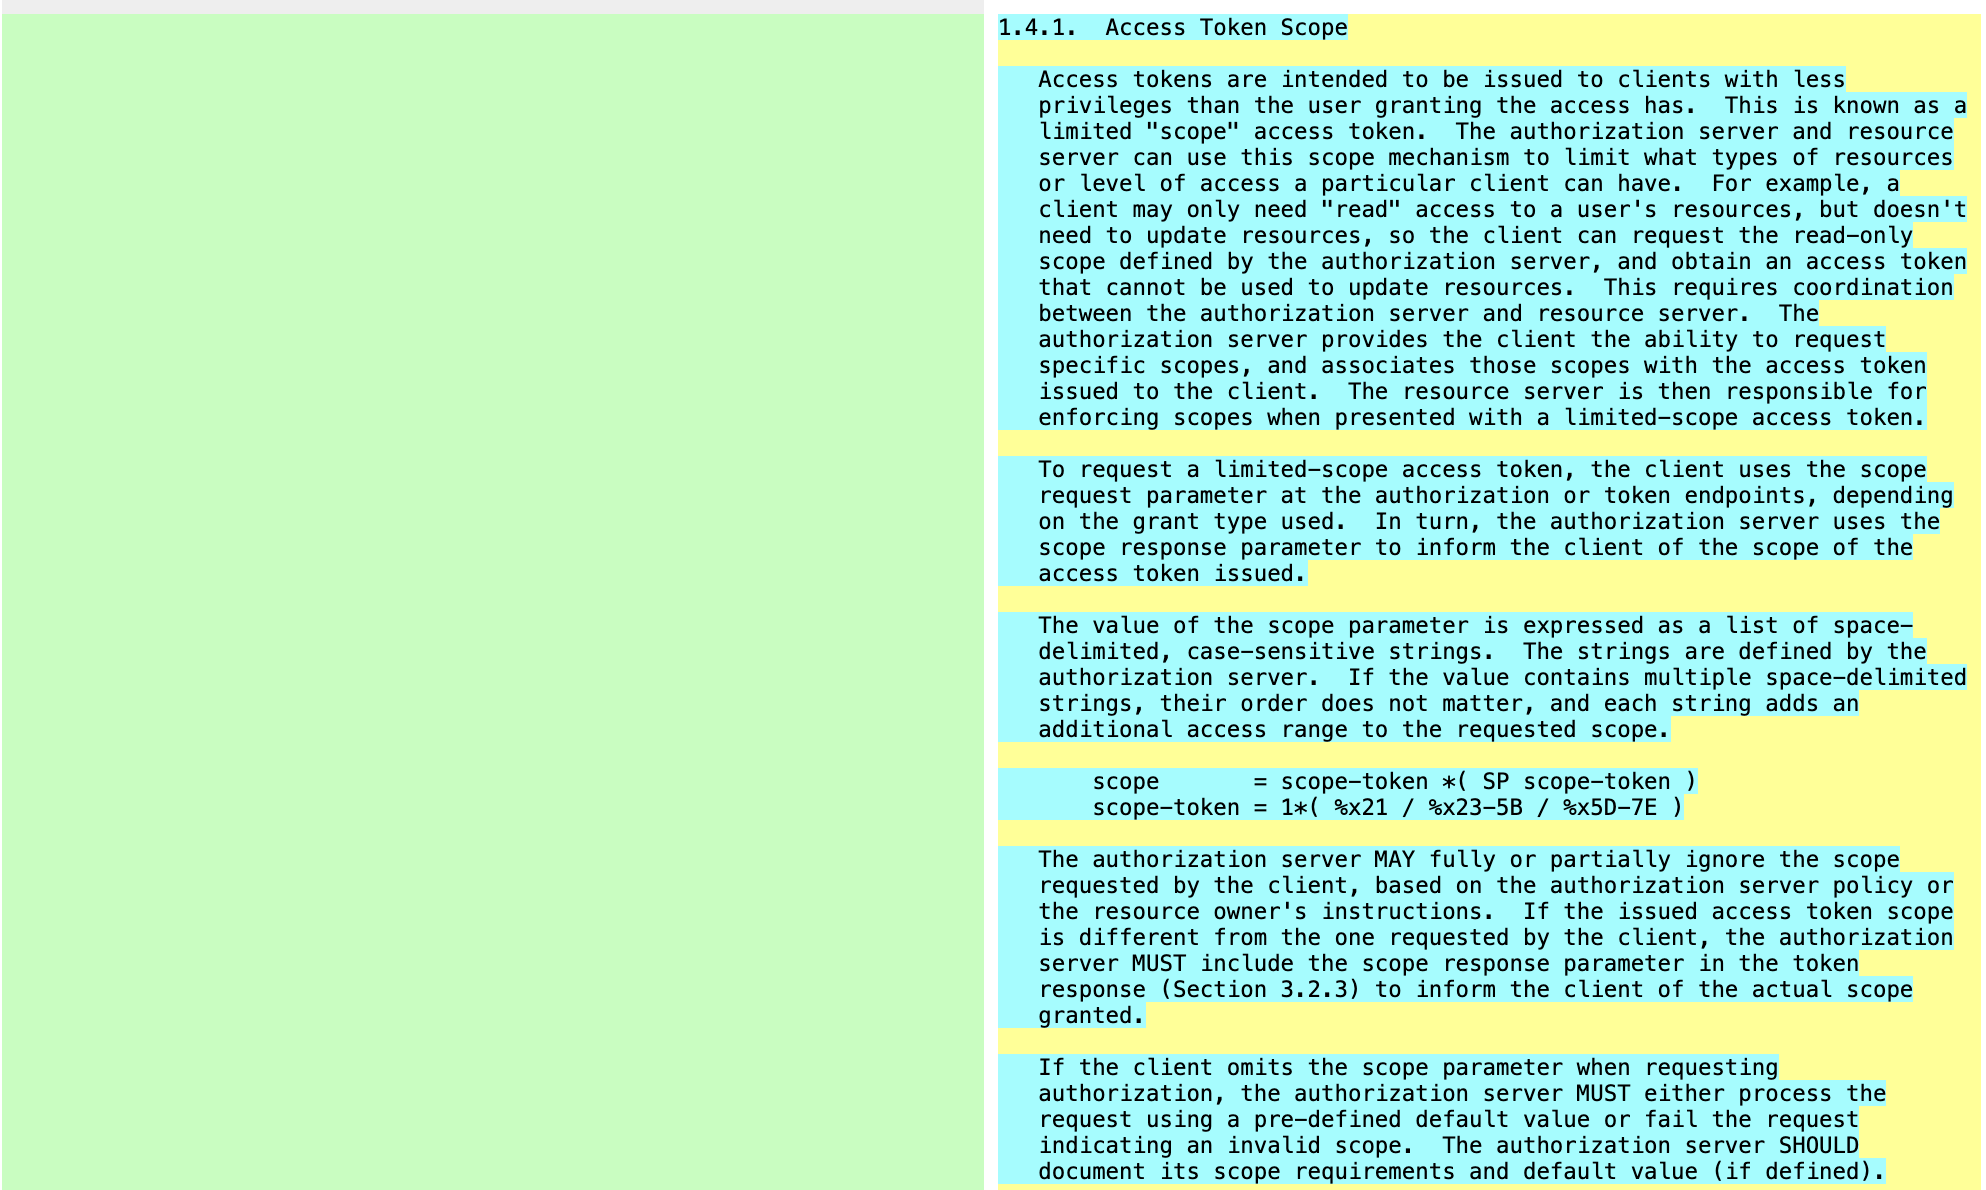 1.4.1.  Access Token Scope
Access tokens are intended to be issued to clients with less
privileges than the user granting the access has.  This is known as a
limited "scope" access token.  The authorization server and resource
server can use this scope mechanism to limit what types of resources
or level of access a particular client can have.  For example, a
client may only need "read" access to a user's resources, but doesn't
need to update resources, so the client can request the read-only
scope defined by the authorization server, and obtain an access token
that cannot be used to update resources.  This requires coordination
between the authorization server and resource server.  The
authorization server provides the client the ability to request
specific scopes, and associates those scopes with the access token
issued to the client.  The resource server is then responsible for
enforcing scopes when presented with a limited-scope access token.
To request a limited-scope access token, the client uses the scope
request parameter at the authorization or token endpoints, depending
on the grant type used.  In turn, the authorization server uses the
scope response parameter to inform the client of the scope of the
access token issued.
The value of the scope parameter is expressed as a list of space-
delimited, case-sensitive strings.  The strings are defined by the
authorization server.  If the value contains multiple space-delimited
strings, their order does not matter, and each string adds an
additional access range to the requested scope.
scope       = scope-token *( SP scope-token )
scope-token = 1*( %x21 / %x23-5B / %x5D-7E )
The authorization server MAY fully or partially ignore the scope
requested by the client, based on the authorization server policy or
the resource owner's instructions.  If the issued access token scope
is different from the one requested by the client, the authorization
server MUST include the scope response parameter in the token
response (Section 3.2.3) to inform the client of the actual scope
granted.
If the client omits the scope parameter when requesting
authorization, the authorization server MUST either process the
request using a pre-defined default value or fail the request
indicating an invalid scope.  The authorization server SHOULD
document its scope requirements and default value (if defined).